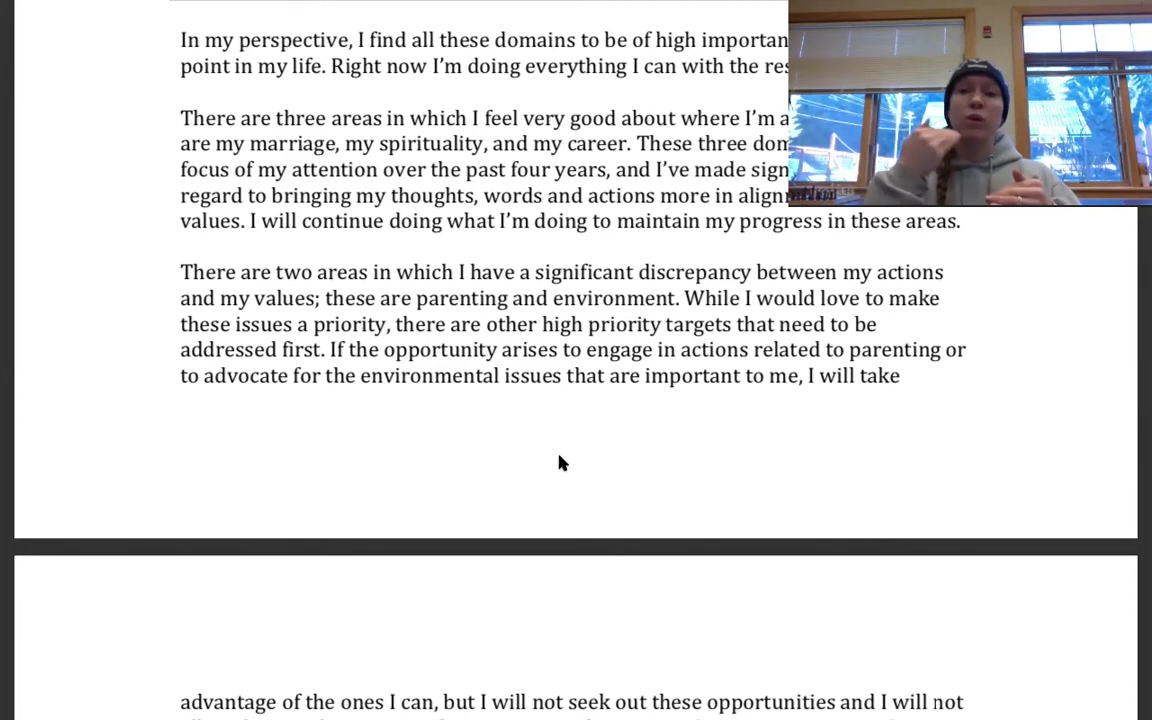 In my perspective, I find all these domains to be of high importan
point in my life. Right now I’m doing everything I can with the res
There are three areas in which I feel very good about where I’m a
are my marriage, my spirituality, and my career. These three dom
focus of my attention over the past four years, and I’ve made sign
regard to bringing my thoughts, words and actions more in alignm
values. I will continue doing what I’m doing to maintain my progress in these areas.
There are two areas in which I have a significant discrepancy between my actions
and my values; these are parenting and environment. While I would love to make
these issues a priority, there are other high priority targets that need to be
addressed first. If the opportunity arises to engage in actions related to parenting or
to advocate for the environmental issues that are important to me, I will take
advantage of the ones I can, but I will not seek out these opportunities and I will not